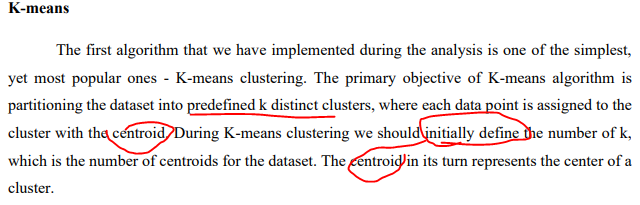 K-means
The first algorithm that we have implemented during the analysis is one of the simplest,
yet most popular ones - K-means clustering. The primary objective of K-means algorithm is
partitioning the dataset into predefined k distinct clusters, where each data point is assigned to the
cluster with the centroid. During K-means clustering we should initially define the number of k,
which is the number of centroids for the dataset. The centroid in its turn represents the center of a
cluster.